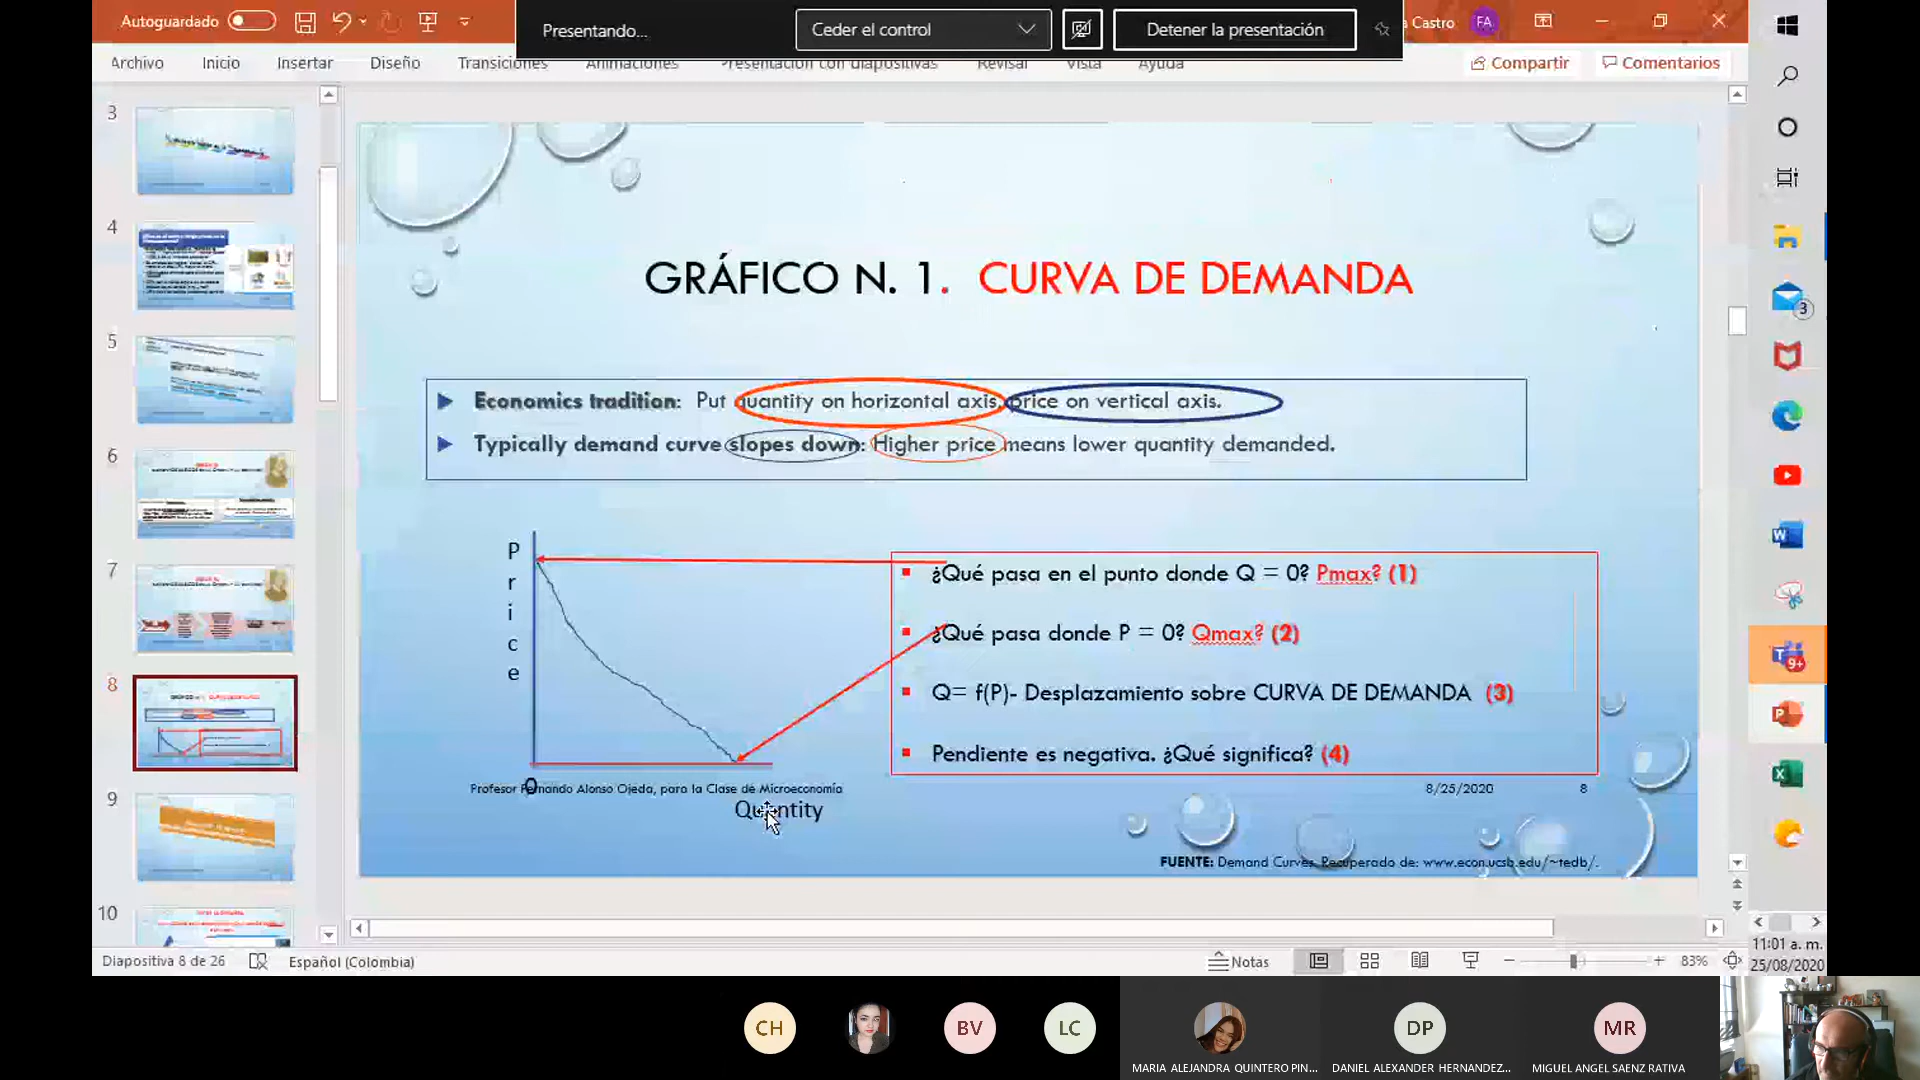 Autoguardado
Presentando...
Ceder el control
Detener la presentación
Castro
FA
Archivo
Inicio
Insertar
Diseño
Transiciones
Animaciones
Presentación con diapositivas
Revisar
Vista
Ayuda
Compartir
Comentarios
3
4
5
6
7
8
9
10
GRÁFICO N. 1. CURVA DE DEMANDA
Economics tradition: Put quantity on horizontal axis, price on vertical axis.
Typically demand curve slopes down: Higher price means lower quantity demanded.
Price
¿Qué pasa en el punto donde Q = 0? Pmax? (1)
¿Qué pasa donde P = 0? Qmax? (2)
Q= f(P)- Desplazamiento sobre CURVA DE DEMANDA (3)
Pendiente es negativa. ¿Qué significa? (4)
0
Profesor Fernando Alonso Ojeda, para la Clase de Microeconomía
8/25/2020
8
Quantity
FUENTE: Demand Curves. Recuperado de: www.econ.ucsb.edu/~tedb/.
3
9+
11:01 a. m.
25/08/2020
Diapositiva 8 de 26
Español (Colombia)
Notas
83%
CH
BV
LC
DP
MR
MARIA ALEJANDRA QUINTERO PIN...
DANIEL ALEXANDER HERNANDEZ...
MIGUEL ANGEL SAENZ RATIVA